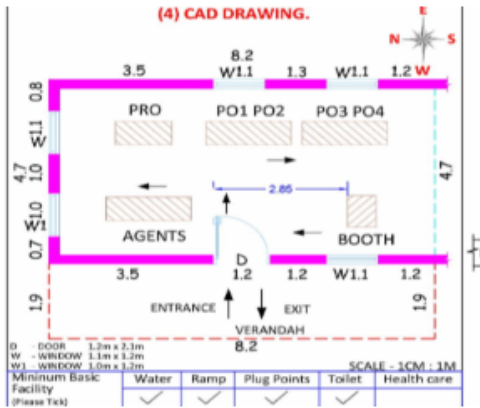 (4) CAD DRAWING.
E
N S
W
8.2
3.5 W1.1 1.3 W1.1 1.2
0.8
W1.1
1.0
W1 1.0
0.7
4.7
PRO PO1 PO2 PO3 PO4
4.7
2.85
AGENTS BOOTH
D
3.5 1.2 1.2 W1.1 1.2
1.9
ENTRANCE EXIT
1.9
VERANDAH
8.2
D - DOOR 1.2m x 2.1m
W - WINDOW 1.1m x 1.2m
W1 - WINDOW 1.0m x 1.2m
SCALE - 1CM : 1M
Mininum Basic Facility (Please Tick) Water Ramp Plug Points Toilet Health care